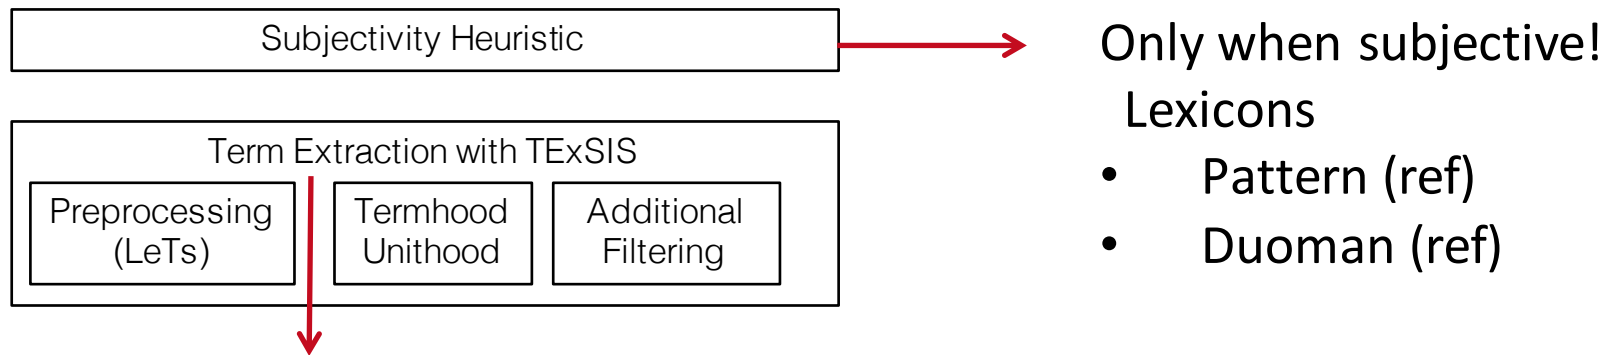 Subjectivity Heuristic
Term Extraction with TExSIS
Preprocessing
(LeTs)
Termhood
Unithood
Additional
Filtering
Only when subjective!
Lexicons
• Pattern (ref)
• Duoman (ref)